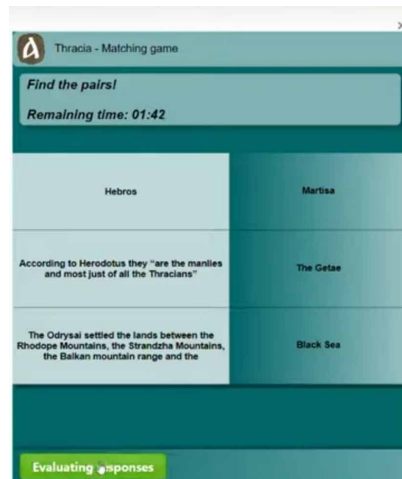 Thracia - Matching game
Find the pairs!
Remaining time: 01:42
Hebros
Martisa
According to Herodotus they "are the manlies
and most just of all the Thracians"
The Getae
The Odrysai settled the lands between the
Rhodope Mountains, the Strandzha Mountains,
the Balkan mountain range and the
Black Sea
Evaluating